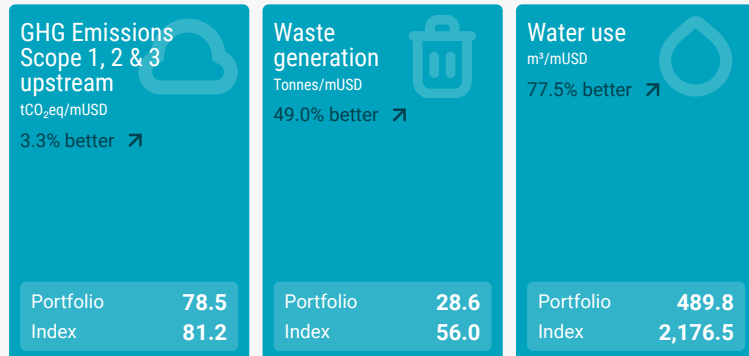 GHG Emissions
Scope 1, 2 & 3
upstream
tCO₂eq/mUSD
3.3% better
Portfolio 78.5
Index 81.2
Waste
generation
Tonnes/mUSD
49.0% better
Portfolio 28.6
Index 56.0
Water use
m³/mUSD
77.5% better
Portfolio 489.8
Index 2,176.5